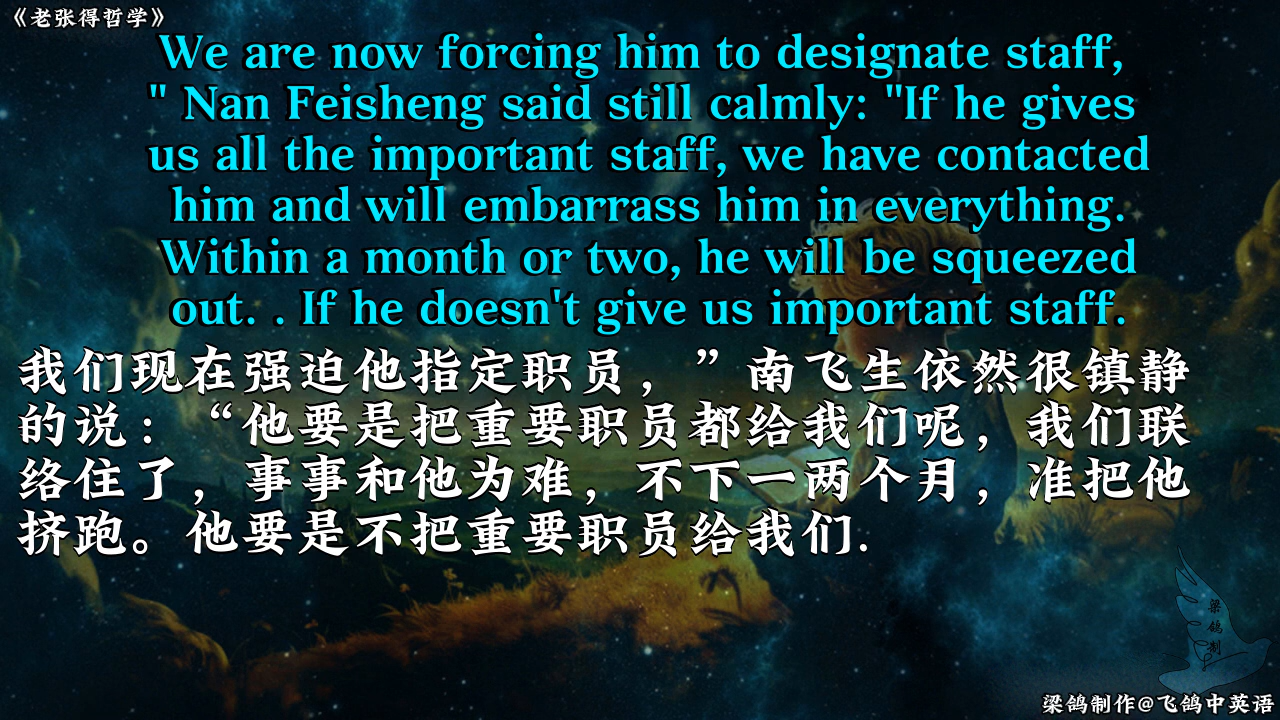 《老张得哲学》
We are now forcing him to designate staff,
" Nan Feisheng said still calmly: "If he gives
us all the important staff, we have contacted
him and will embarrass him in everything.
Within a month or two, he will be squeezed
out. . If he doesn't give us important staff.
我们现在强迫他指定职员，”南飞生依然很镇静
的说：“他要是把重要职员都给我们呢，我们联
络住了，事事和他为难，不下一两个月，准把他
挤跑。他要是不把重要职员给我们.
梁鸽制
梁鸽制作@飞鸽中英语